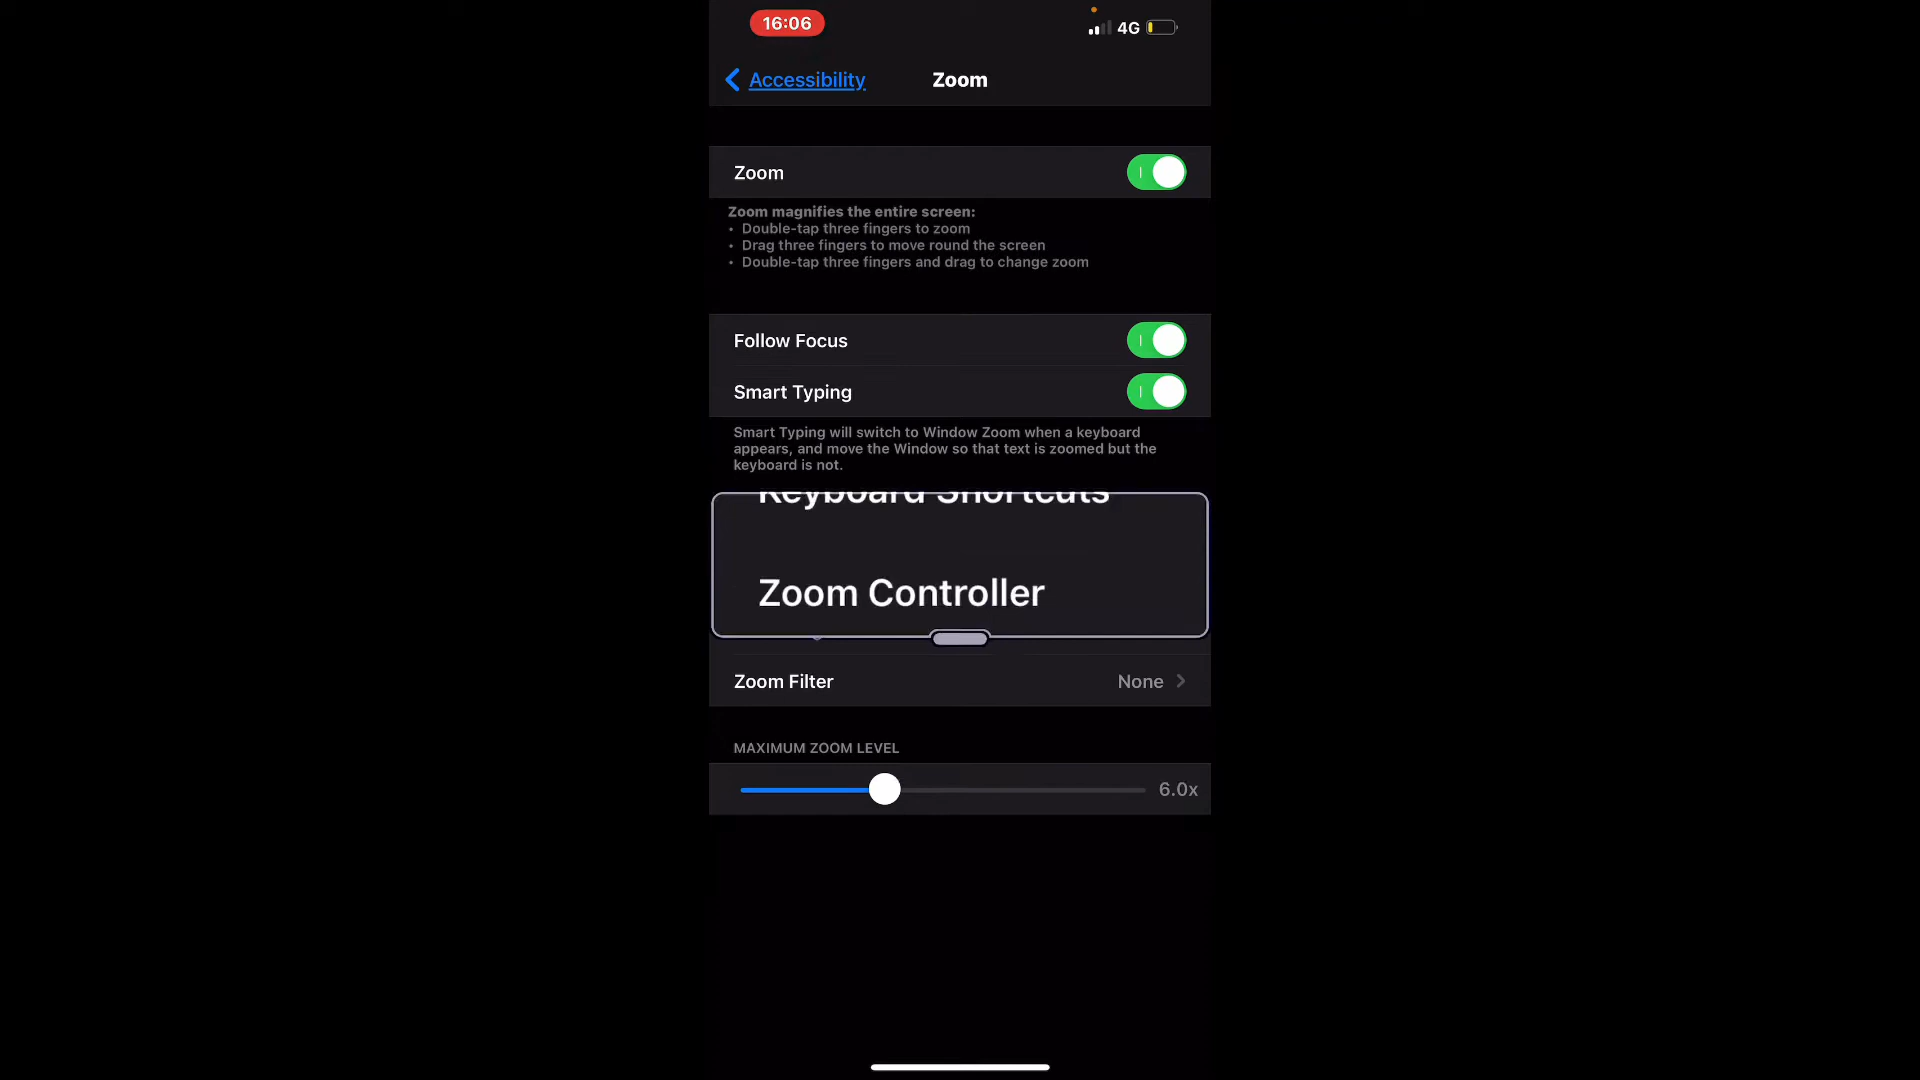 16:06
4G
Accessibility
Zoom
Zoom
Zoom magnifies the entire screen:
• Double-tap three fingers to zoom
• Drag three fingers to move round the screen
• Double-tap three fingers and drag to change zoom
Follow Focus
Smart Typing
Smart Typing will switch to Window Zoom when a keyboard
appears, and move the Window so that text is zoomed but the
keyboard is not.
Keyboard Shortcuts
Zoom Controller
Zoom Filter None
MAXIMUM ZOOM LEVEL
6.0x